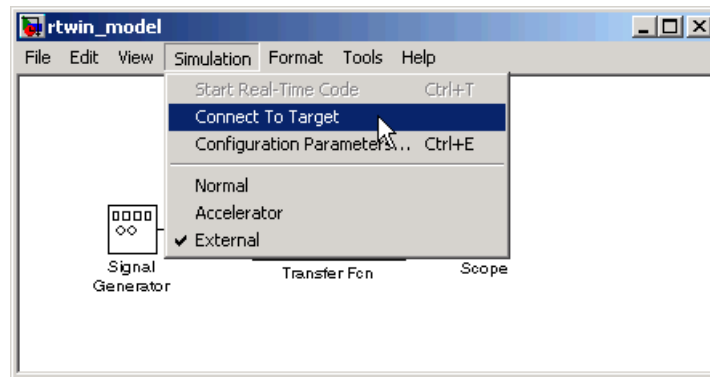 rtwin_model
File Edit View Simulation Format Tools Help
Start Real-Time Code Ctrl+T
Connect To Target
Configuration Parameters... Ctrl+E
Normal
Accelerator
External
Signal Generator
Transfer Fcn
Scope